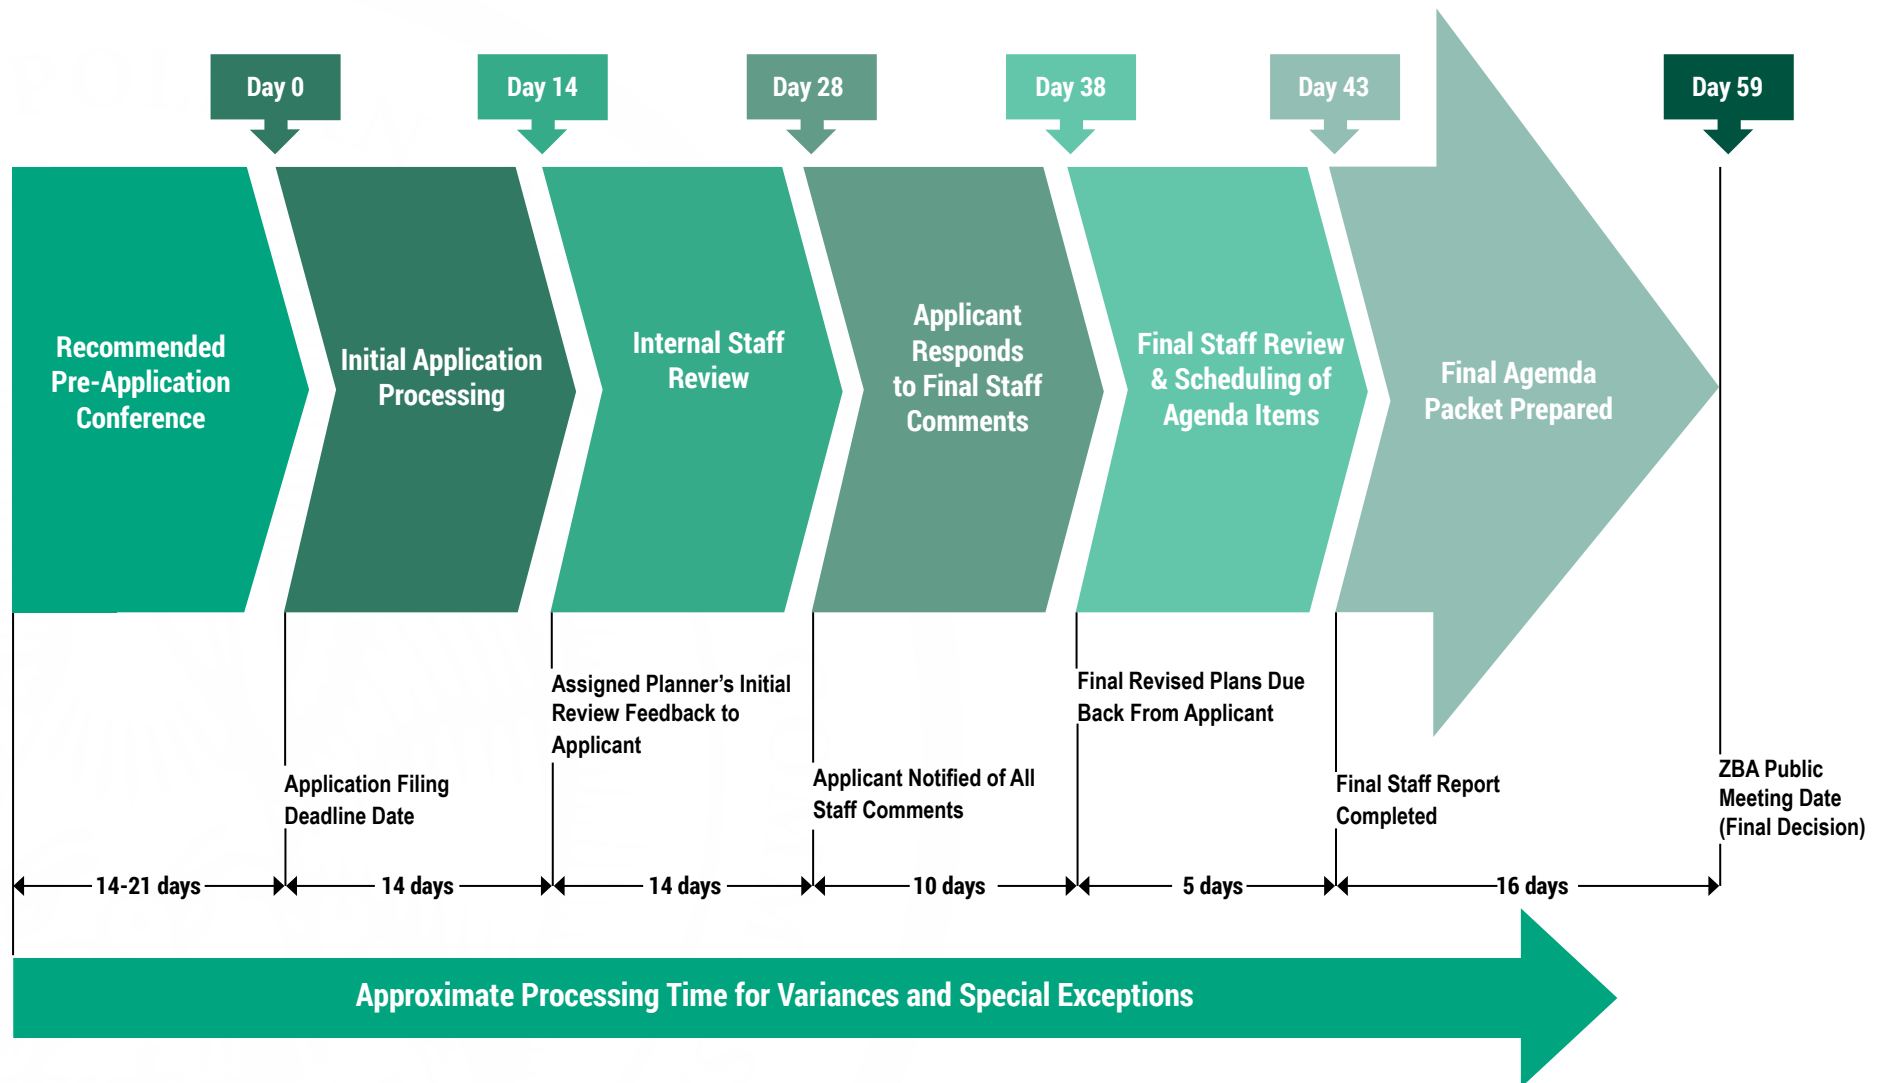 Day 0
Day 14
Day 28
Day 38
Day 43
Day 59
Recommended
Pre-Application
Conference
Initial Application
Processing
Internal Staff
Review
Applicant
Responds
to Final Staff
Comments
Final Staff Review
& Scheduling of
Agenda Items
Final Agemda
Packet Prepared
Application Filing
Deadline Date
Assigned Planner’s Initial
Review Feedback to
Applicant
Applicant Notified of All
Staff Comments
Final Revised Plans Due
Back From Applicant
Final Staff Report
Completed
ZBA Public
Meeting Date
(Final Decision)
14-21 days
14 days
14 days
10 days
5 days
16 days
Approximate Processing Time for Variances and Special Exceptions